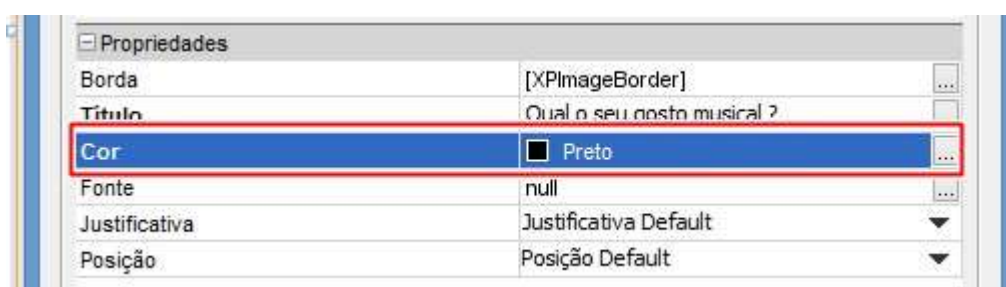 Propriedades
Borda [XPImageBorder] ...
Título Qual o seu gosto musical ?
Cor Preto ...
Fonte null ...
Justificativa Justificativa Default
Posição Posição Default